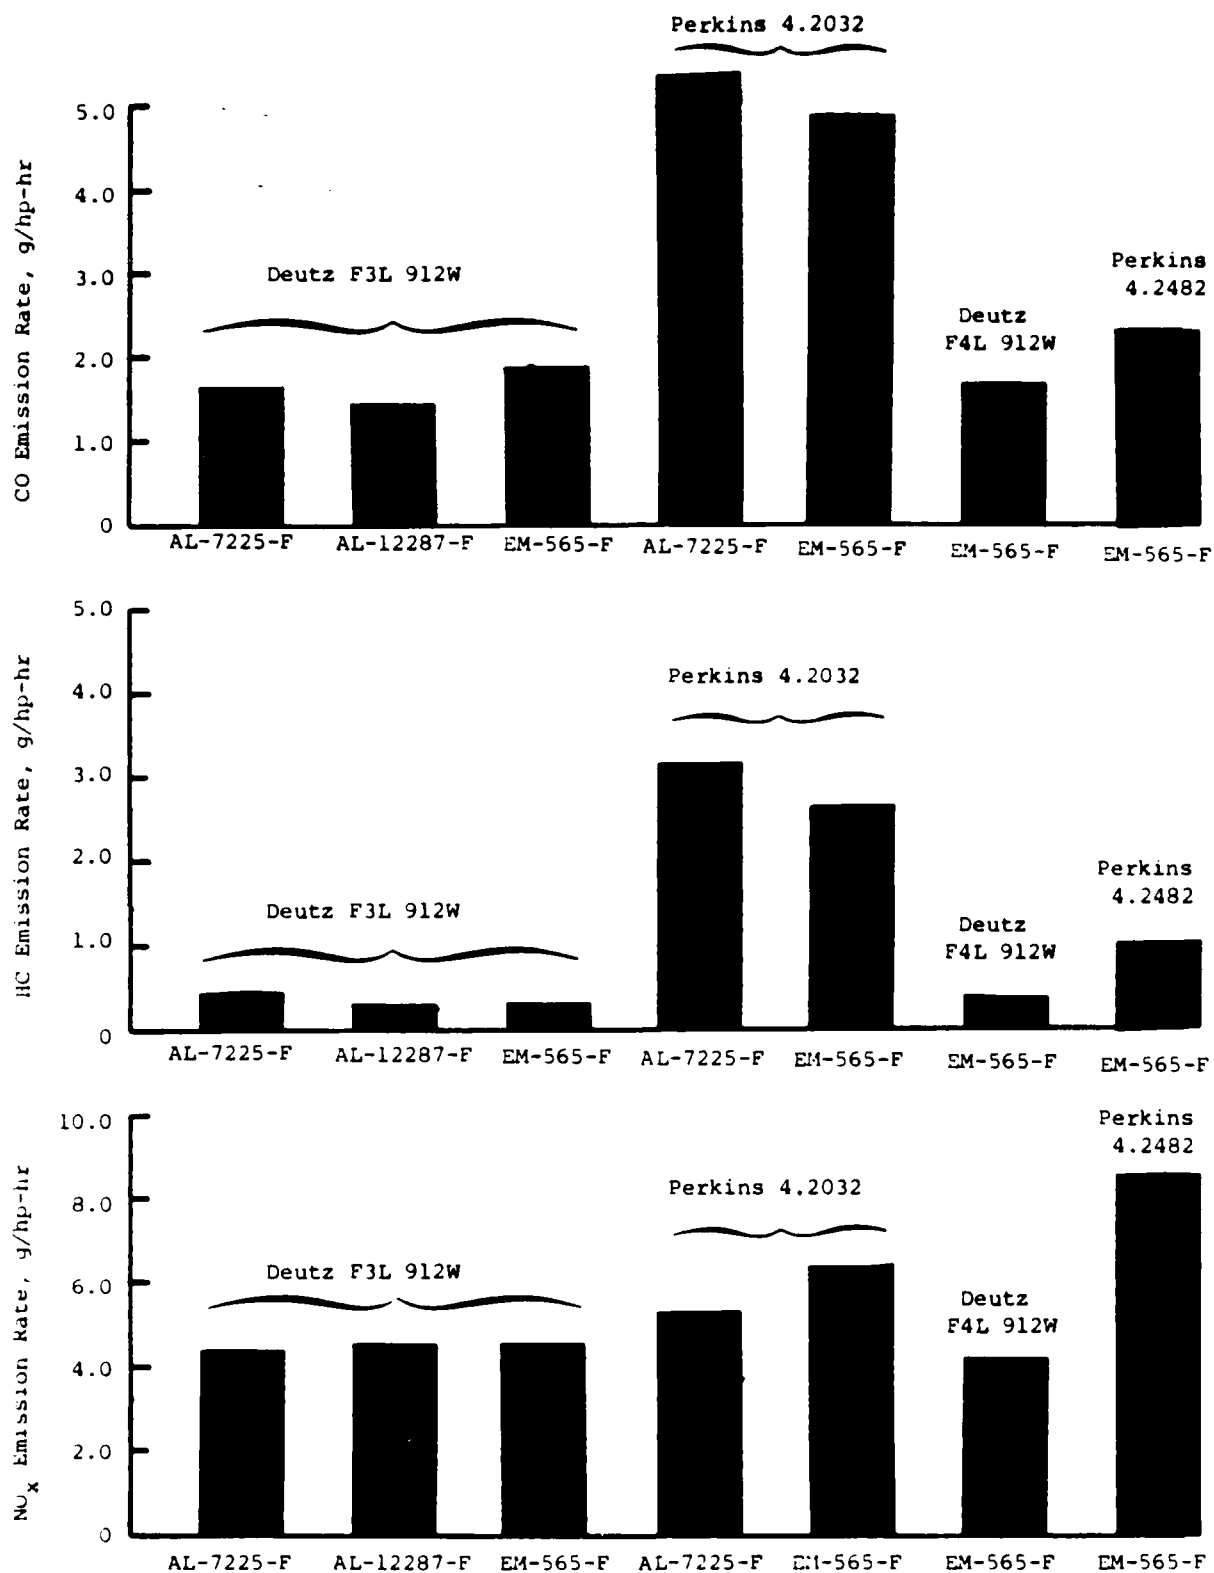 Perkins 4.2032
5.0
4.0
3.0
2.0
1.0
0
CO Emission Rate, g/hp-hr
Deutz F3L 912W
Deutz
F4L 912W
Perkins
4.2482
AL-7225-F AL-12287-F EM-565-F AL-7225-F EM-565-F EM-565-F EM-565-F
5.0
4.0
3.0
2.0
1.0
0
HC Emission Rate, g/hp-hr
Perkins 4.2032
Deutz F3L 912W
Deutz
F4L 912W
Perkins
4.2482
AL-7225-F AL-12287-F EM-565-F AL-7225-F EM-565-F EM-565-F EM-565-F
10.0
8.0
6.0
4.0
2.0
0
NOx Emission Rate, g/hp-hr
Perkins
4.2482
Perkins 4.2032
Deutz F3L 912W
Deutz
F4L 912W
AL-7225-F AL-12287-F EM-565-F AL-7225-F EM-565-F EM-565-F EM-565-F